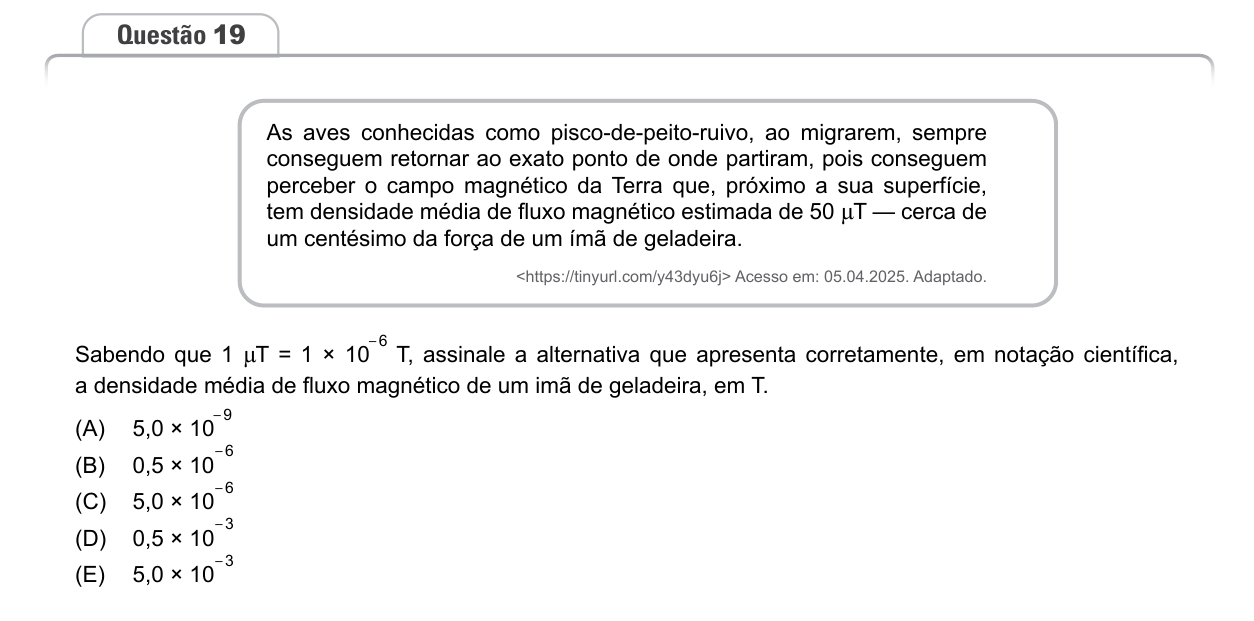 Questão 19
As aves conhecidas como pisco-de-peito-ruivo, ao migrarem, sempre
conseguem retornar ao exato ponto de onde partiram, pois conseguem
perceber o campo magnético da Terra que, próximo a sua superfície,
tem densidade média de fluxo magnético estimada de 50 μT — cerca de
um centésimo da força de um ímã de geladeira.
<https://tinyurl.com/y43dyu6j> Acesso em: 05.04.2025. Adaptado.
Sabendo que 1 μT = 1 × 10⁻⁶ T, assinale a alternativa que apresenta corretamente, em notação científica,
a densidade média de fluxo magnético de um imã de geladeira, em T.
(A) 5,0 × 10⁻⁹
(B) 0,5 × 10⁻⁶
(C) 5,0 × 10⁻⁶
(D) 0,5 × 10⁻³
(E) 5,0 × 10⁻³